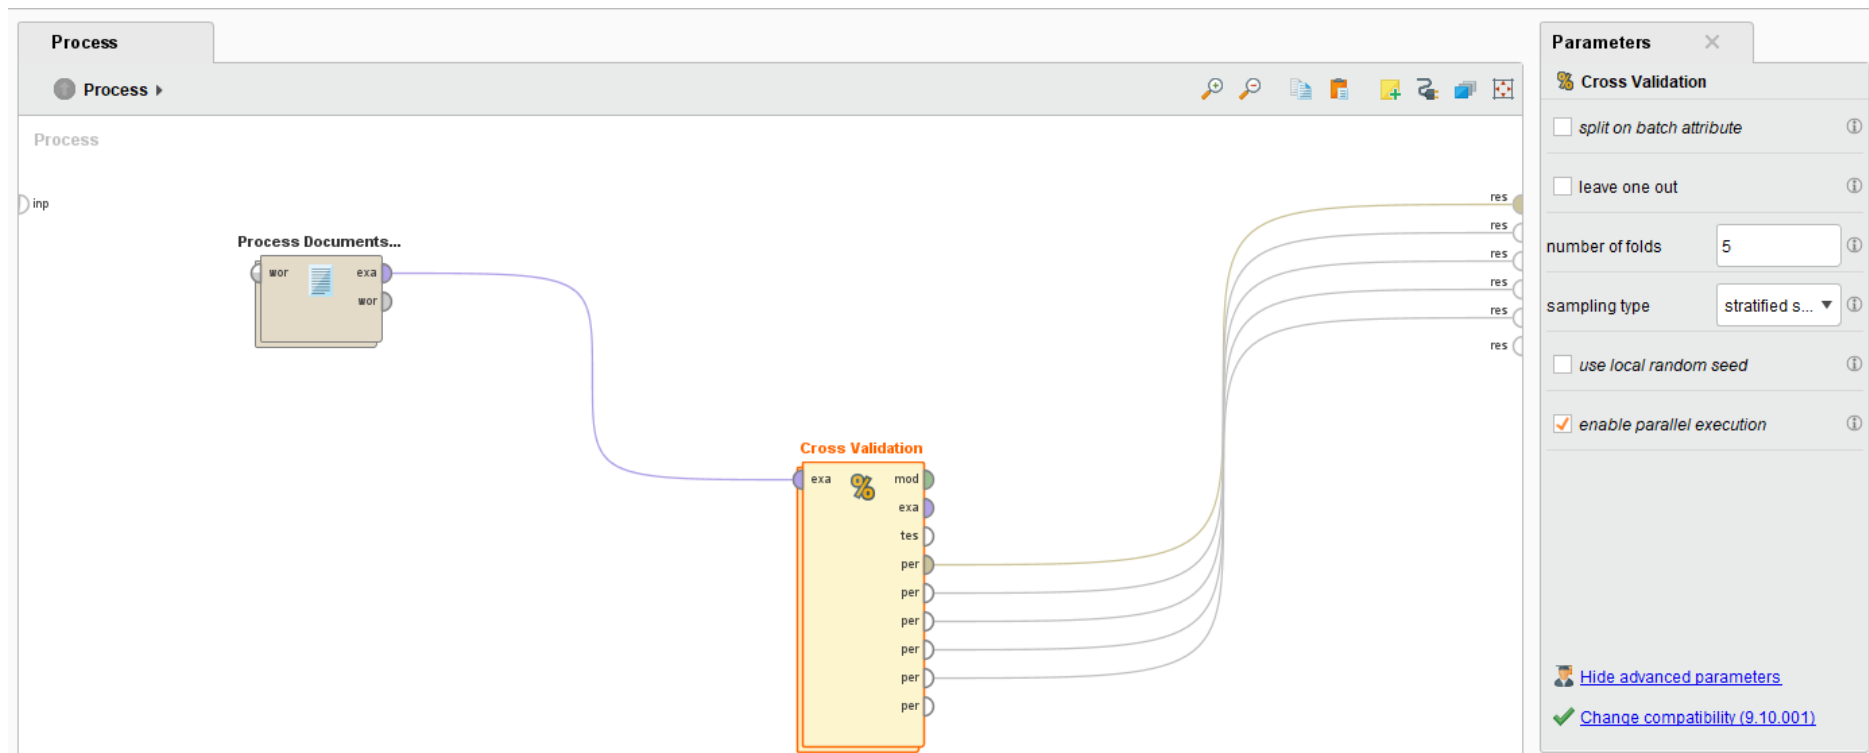 Process
Process
Process
inp
Process Documents...
wor exa
wor
Cross Validation
exa mod
exa
tes
per
per
per
per
per
per
res
res
res
res
res
res
Parameters
Cross Validation
split on batch attribute
leave one out
number of folds 5
sampling type stratified s...
use local random seed
enable parallel execution
Hide advanced parameters
Change compatibility (9.10.001)